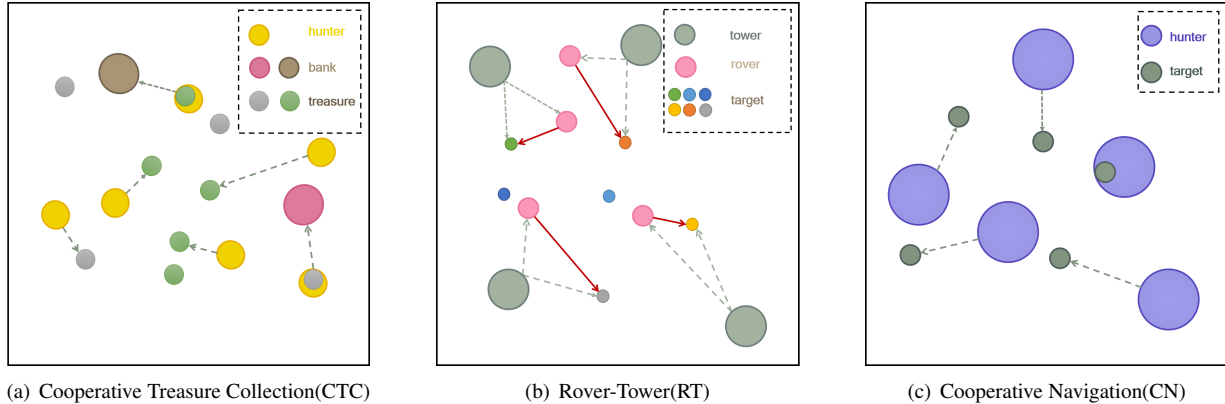 hunter
bank
treasure
tower
rover
target
hunter
target
(a) Cooperative Treasure Collection(CTC)
(b) Rover-Tower(RT)
(c) Cooperative Navigation(CN)